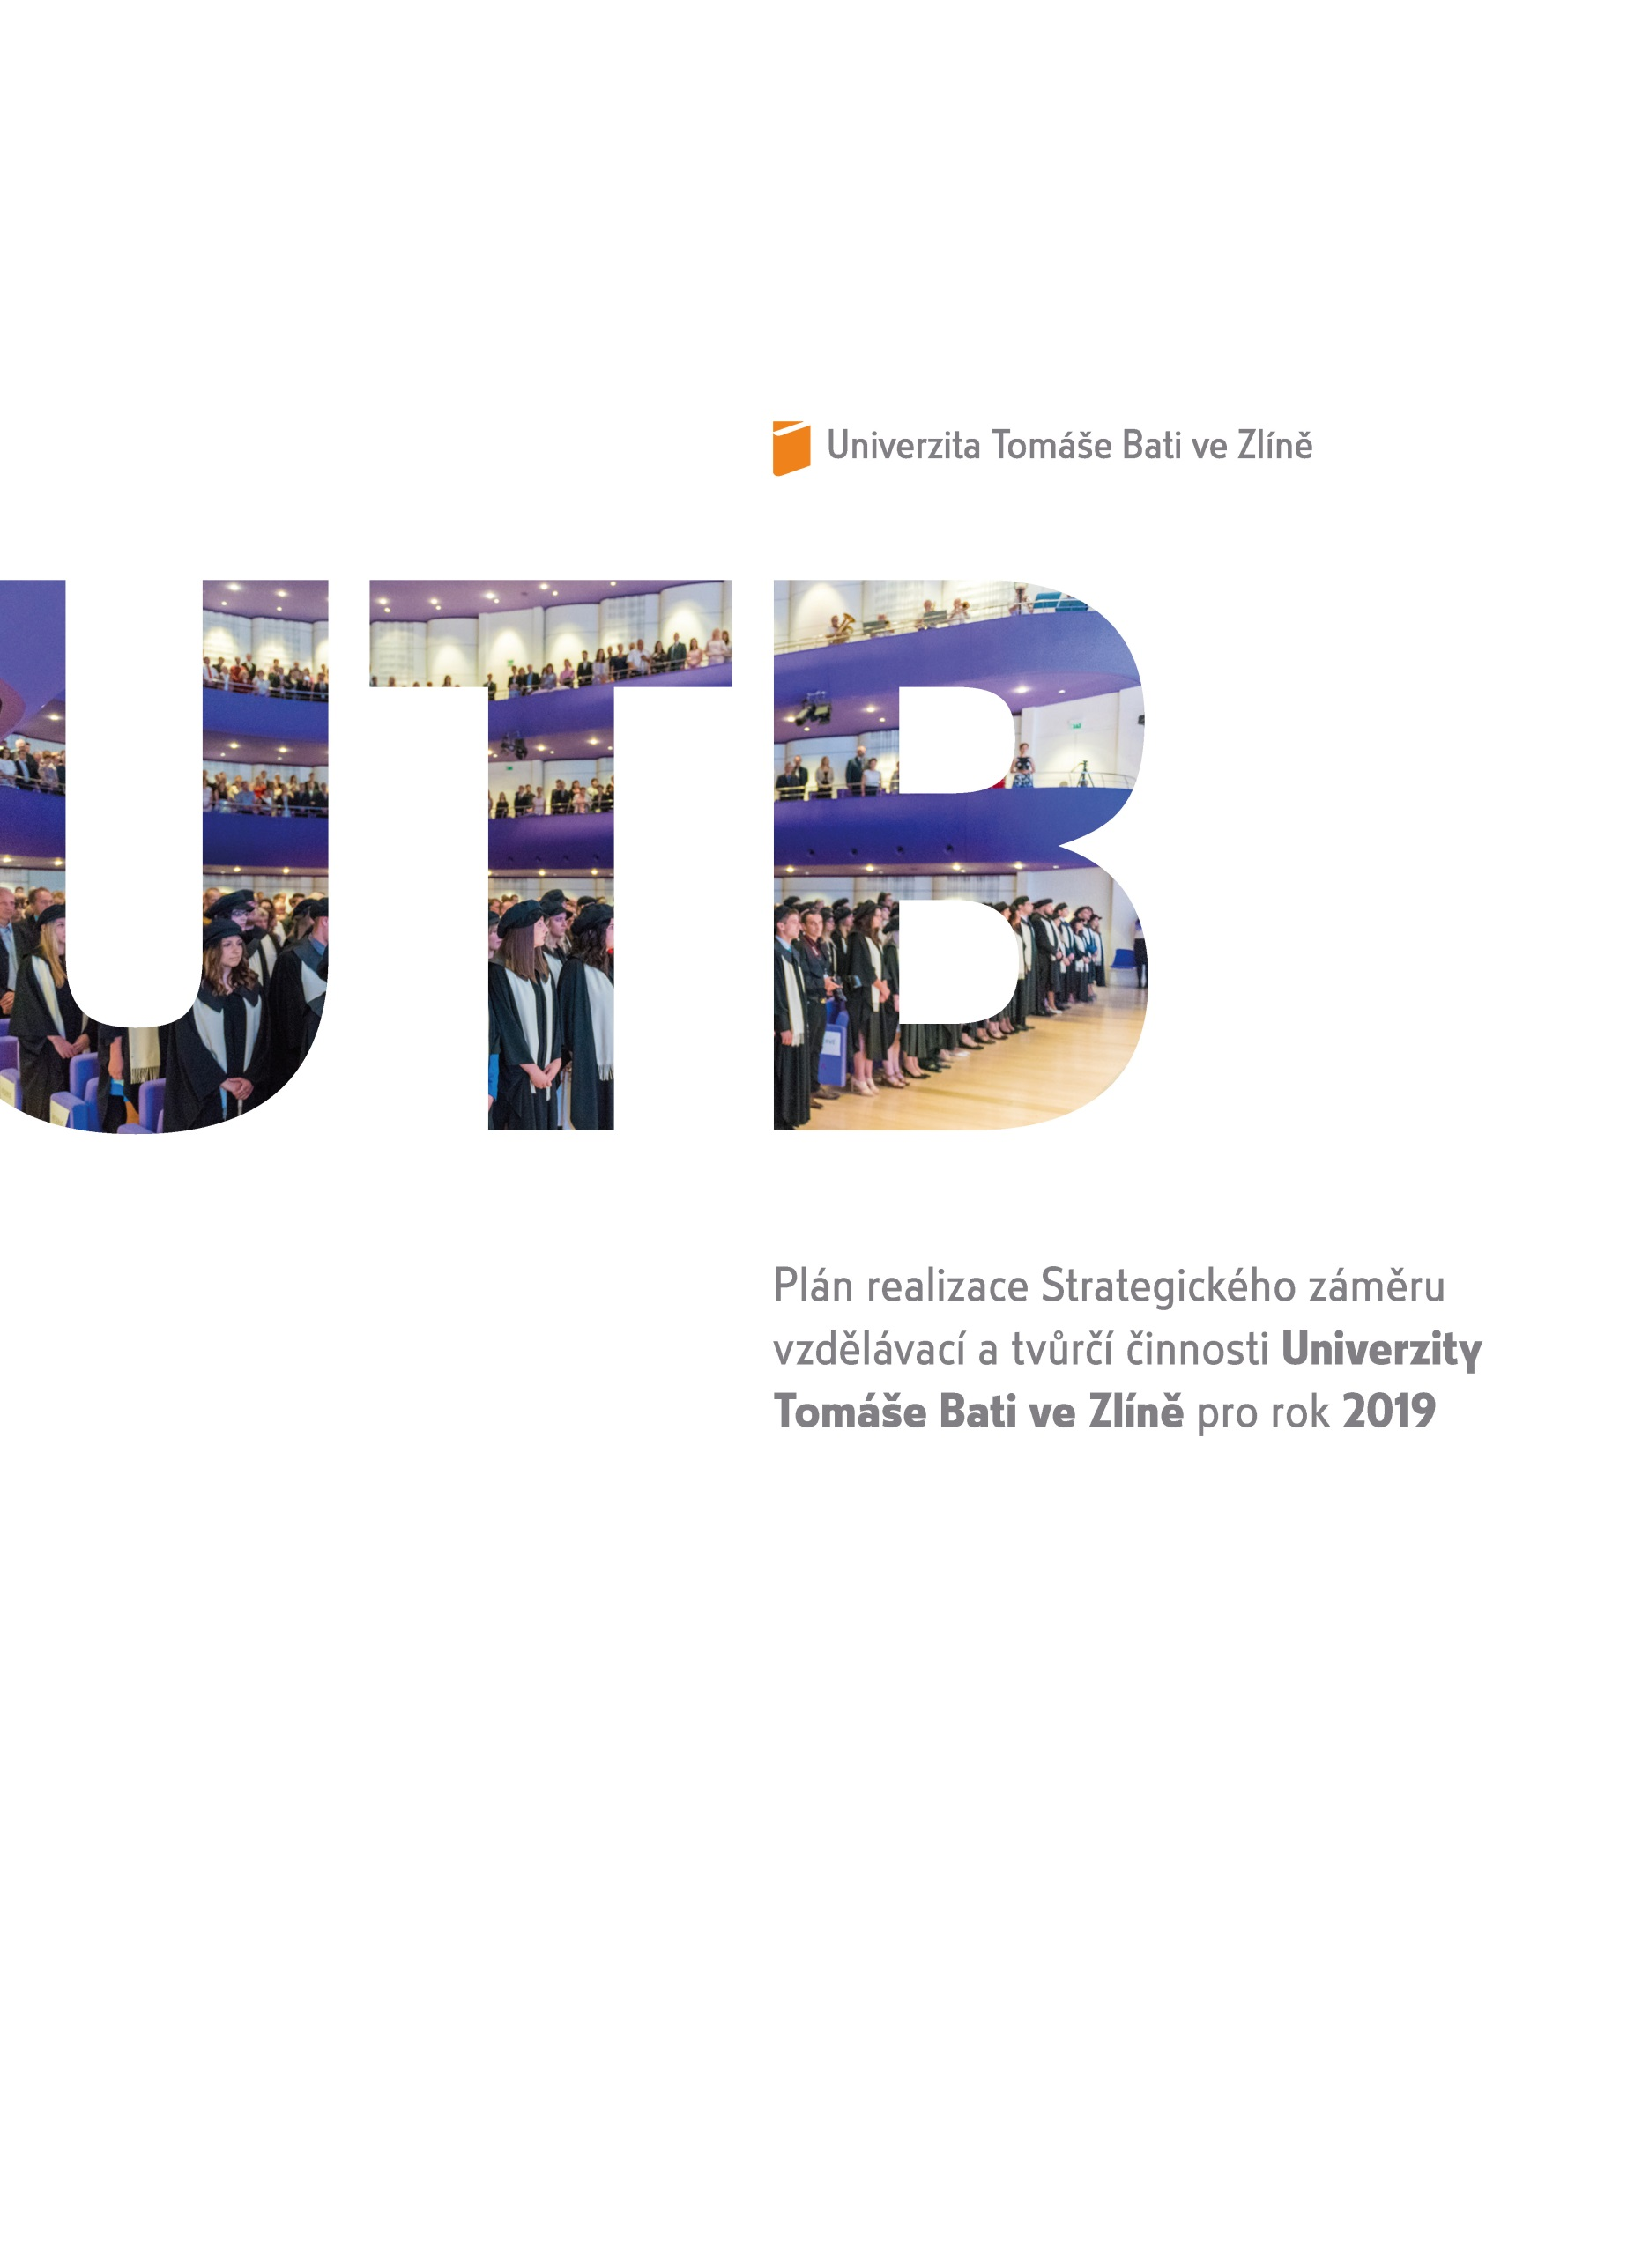 Univerzita Tomáše Bati ve Zlíně
UTB
Plán realizace Strategického záměru
vzdělávací a tvůrčí činnosti Univerzity
Tomáše Bati ve Zlíně pro rok 2019